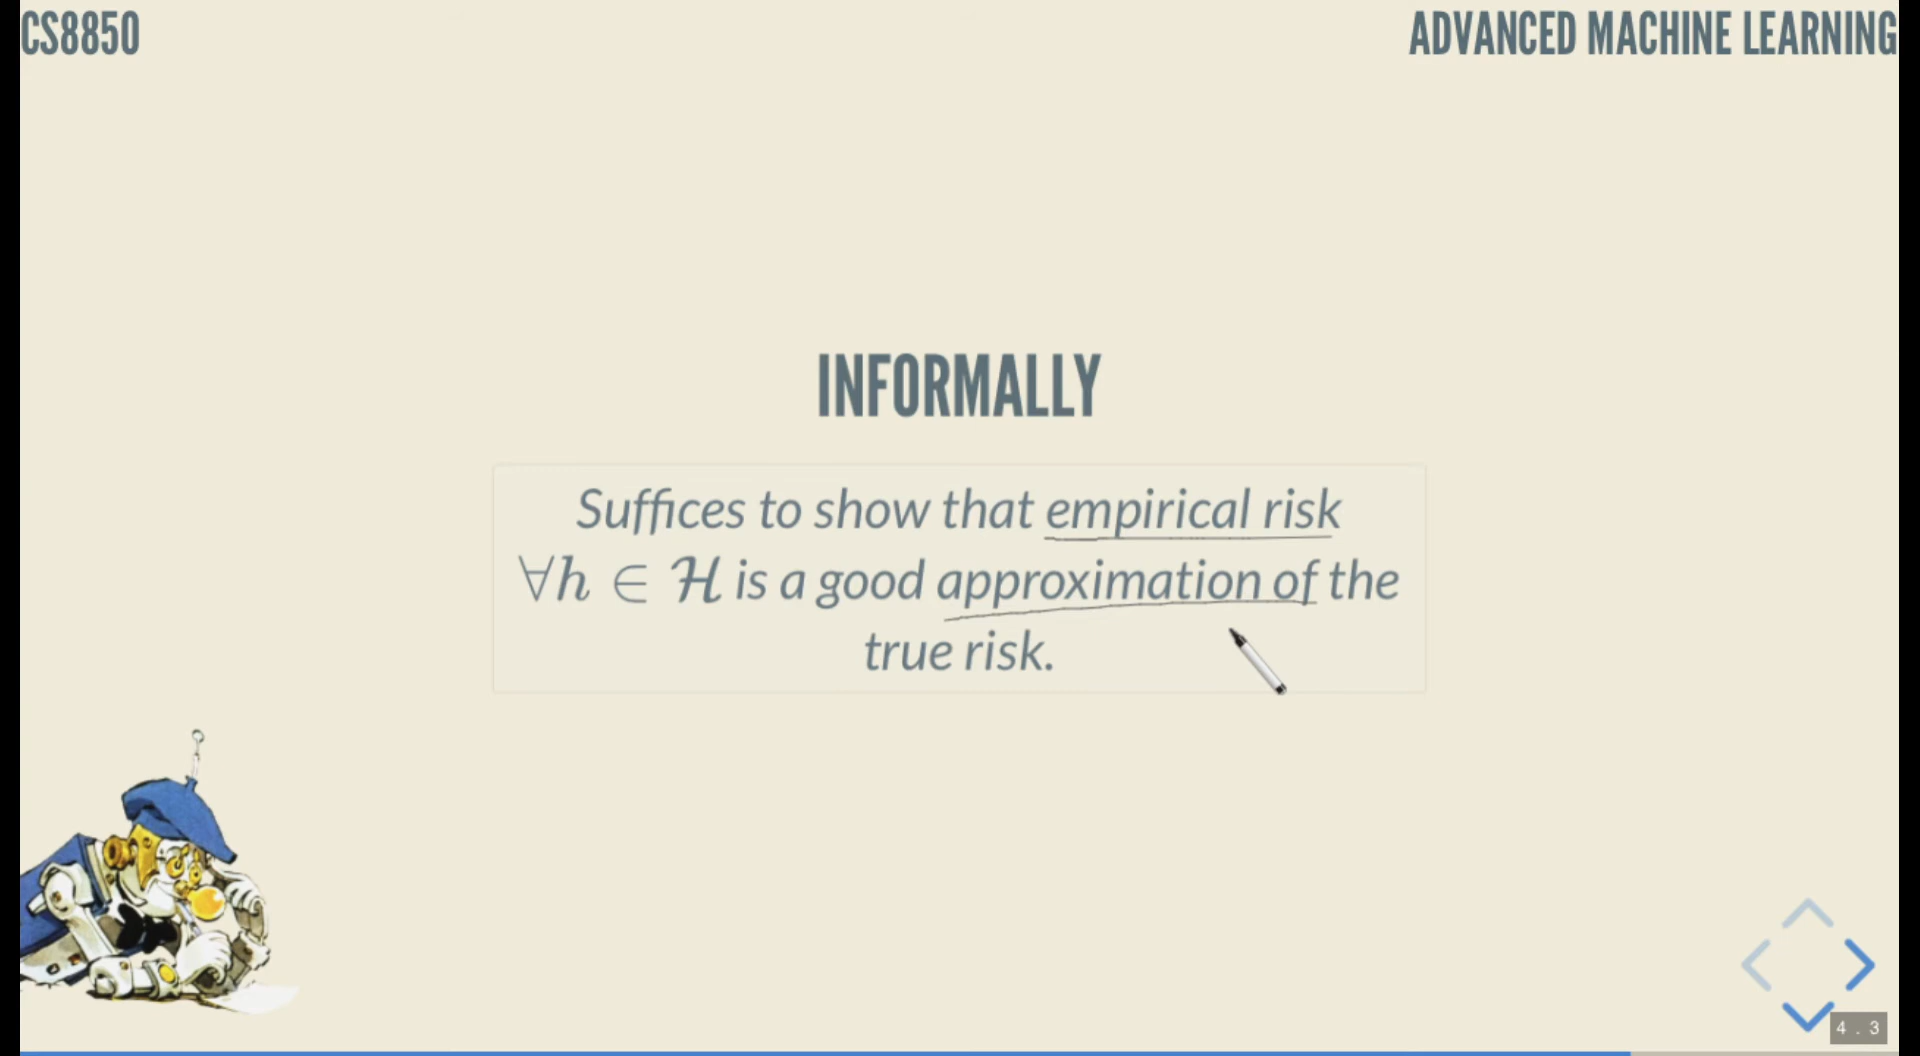 CS8850
ADVANCED MACHINE LEARNING
INFORMALLY
Suffices to show that empirical risk
∀h ∈ ℋ is a good approximation of the
true risk.
4 . 3